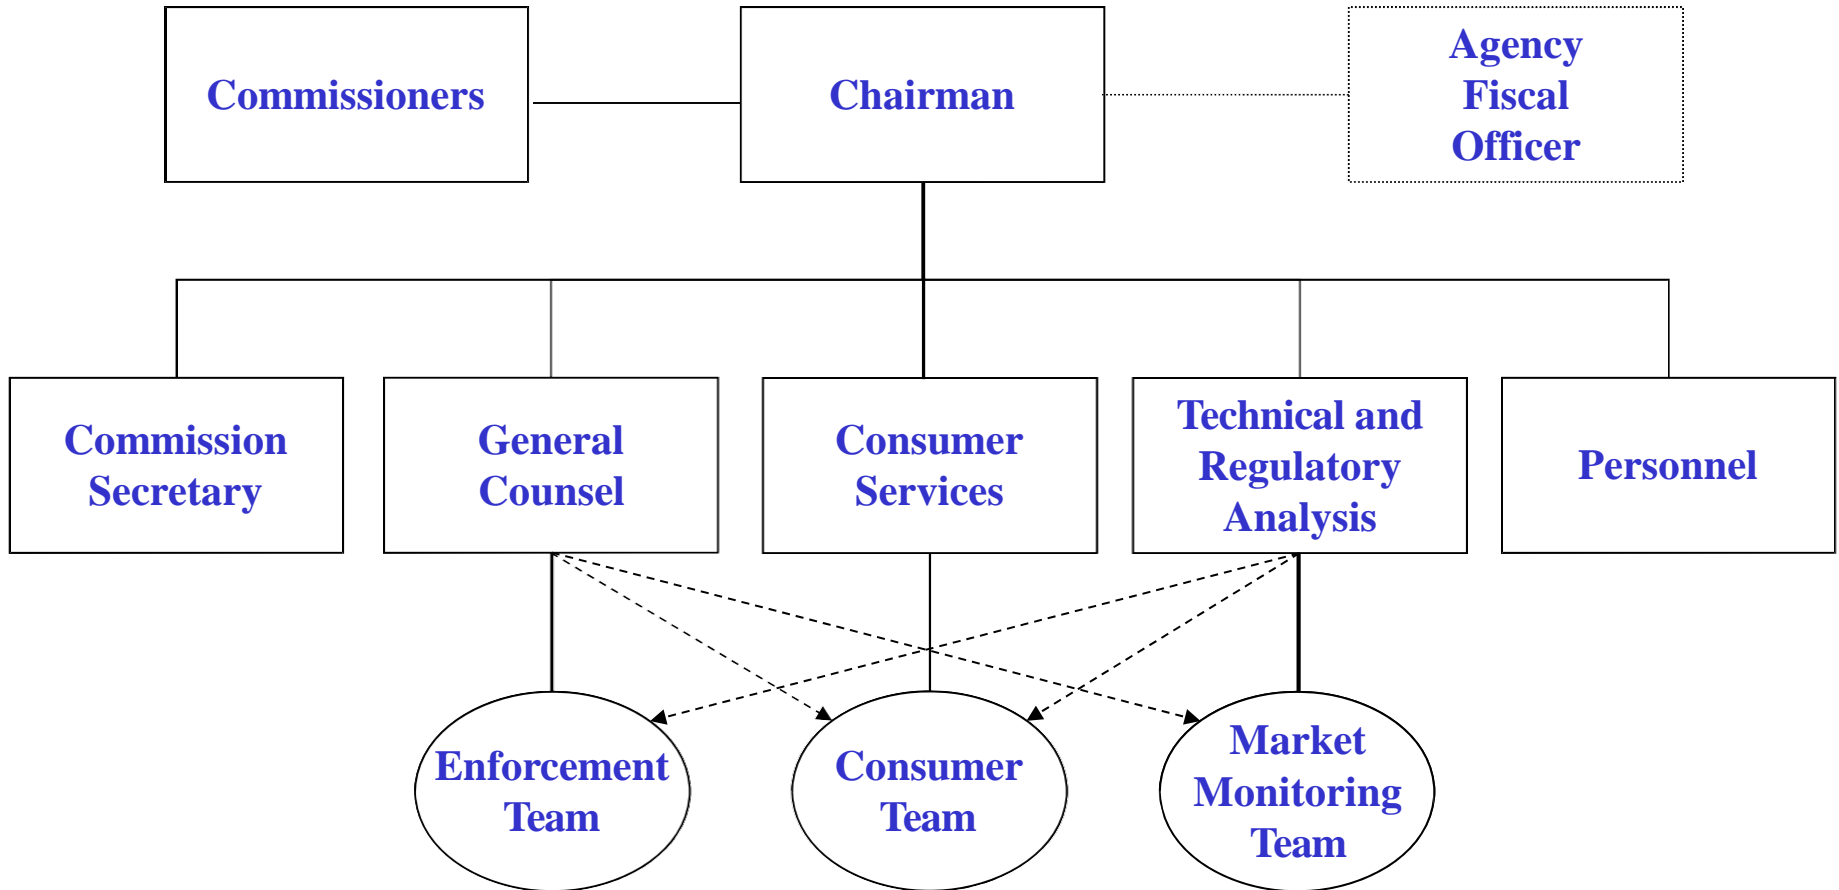 Commissioners
Chairman
Agency
Fiscal
Officer
Commission
Secretary
General
Counsel
Consumer
Services
Technical and
Regulatory
Analysis
Personnel
Enforcement
Team
Consumer
Team
Market
Monitoring
Team